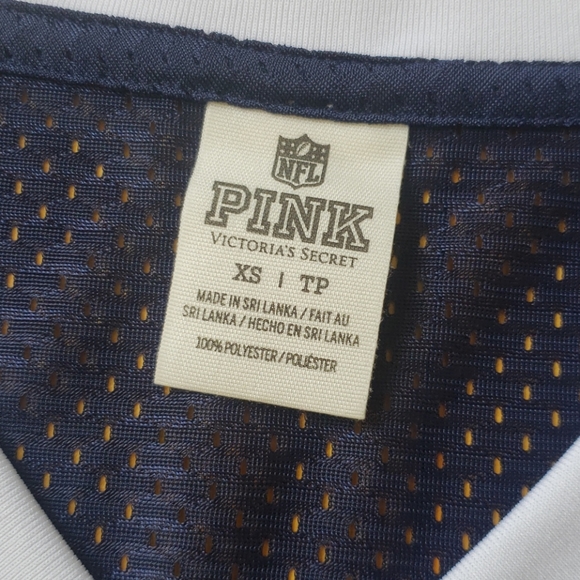 NFL
PINK
VICTORIA'S SECRET
XS | TP
MADE IN SRI LANKA / FAIT AU
SRI LANKA / HECHO EN SRI LANKA
100% POLYESTER / POLIÉSTER